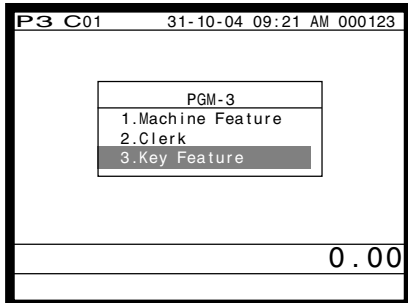 P3 C01 31-10-04 09:21 AM 000123
PGM-3
1.Machine Feature
2.Clerk
3.Key Feature
0.00